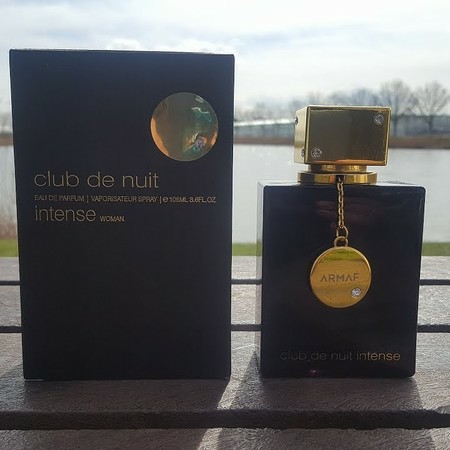 club de nuit
EAU DE PARFUM | VAPORISATEUR SPRAY | e 105ML 3.6FL.OZ
intense WOMAN
ARMAF
club de nuit intense